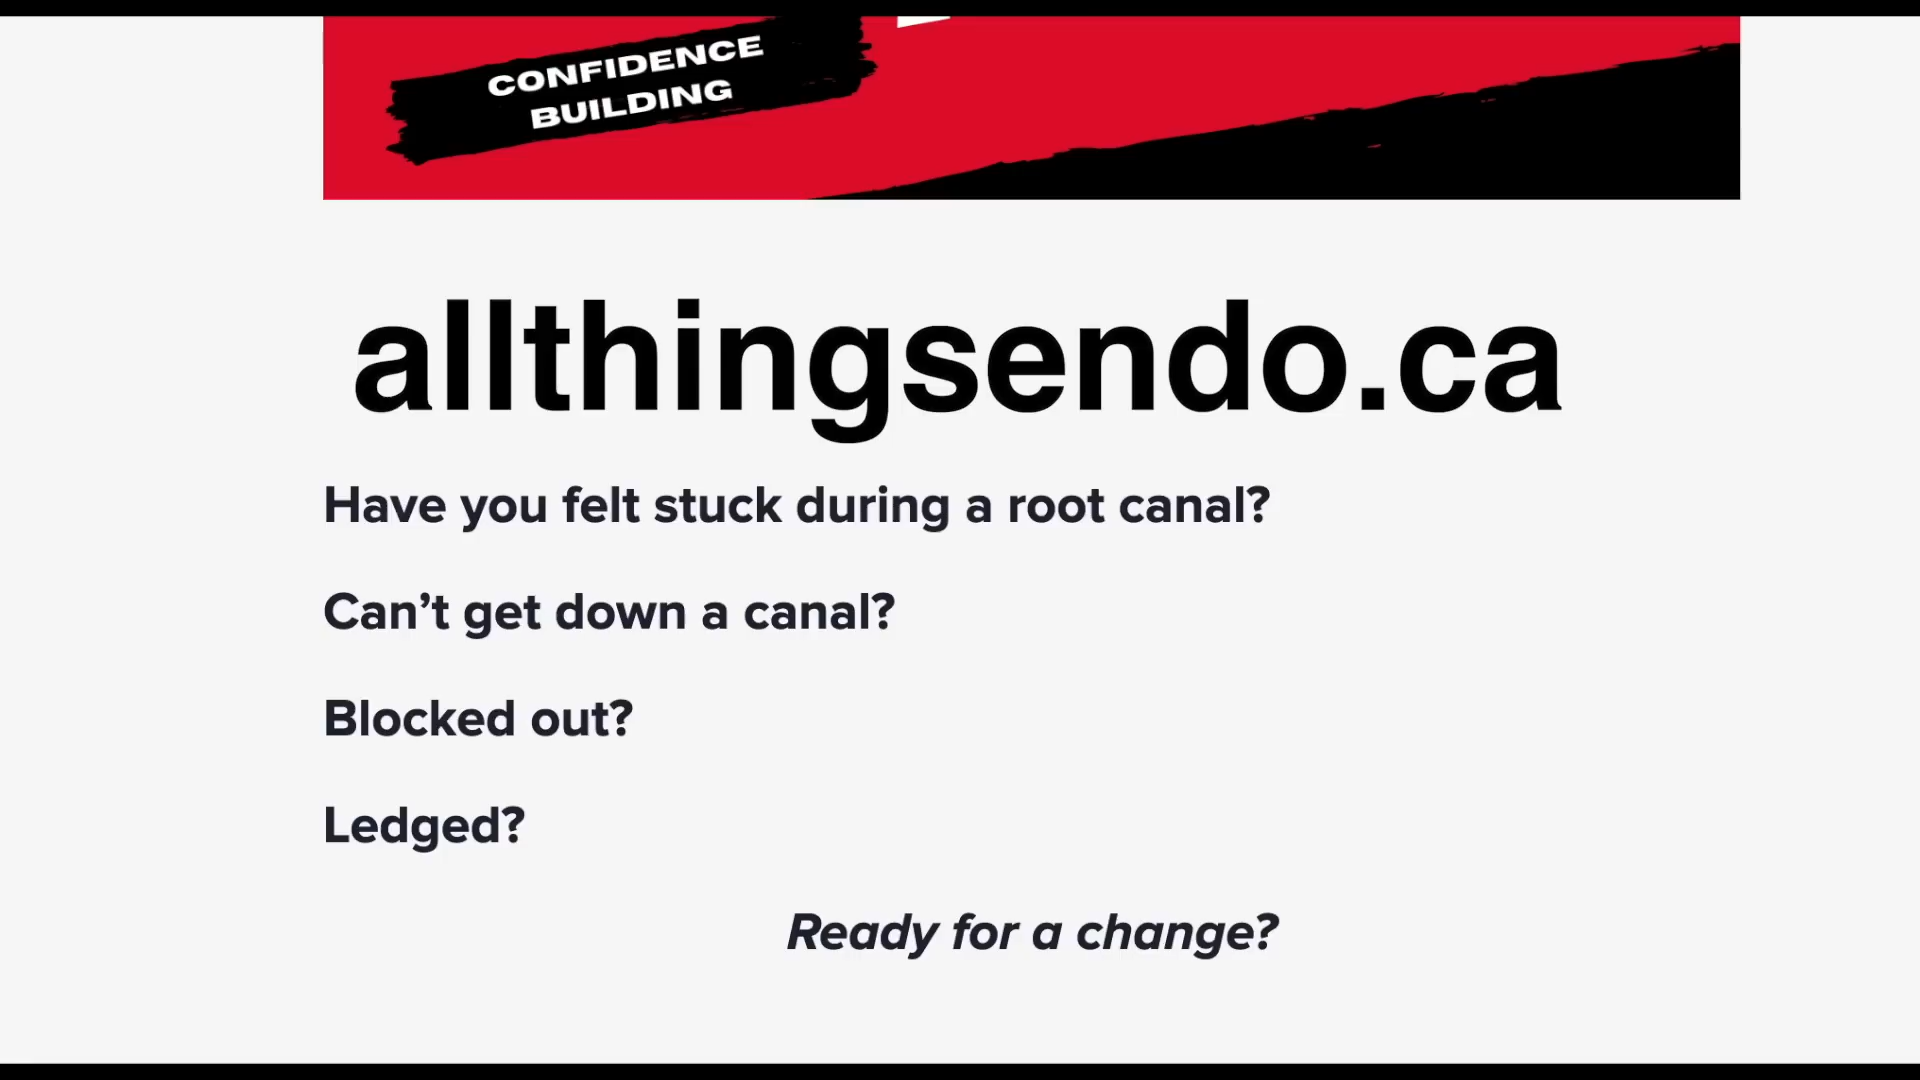 CONFIDENCE
BUILDING
allthingsendo.ca
Have you felt stuck during a root canal?
Can’t get down a canal?
Blocked out?
Ledged?
Ready for a change?